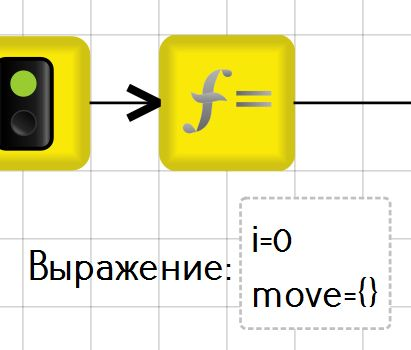 f =
Выражение:
i=0
move={}